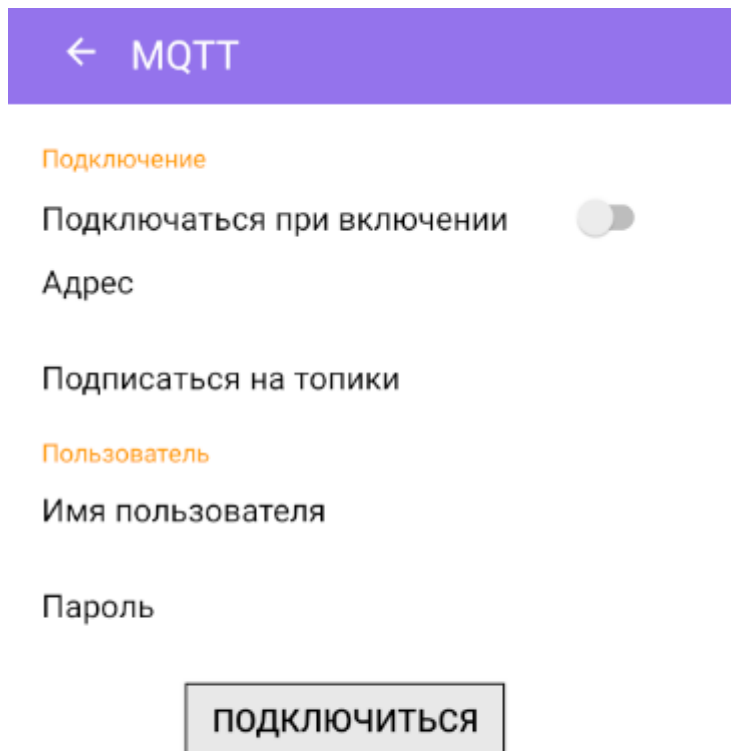 MQTT
Подключение
Подключаться при включении
Адрес
Подписаться на топики
Пользователь
Имя пользователя
Пароль
ПОДКЛЮЧИТЬСЯ